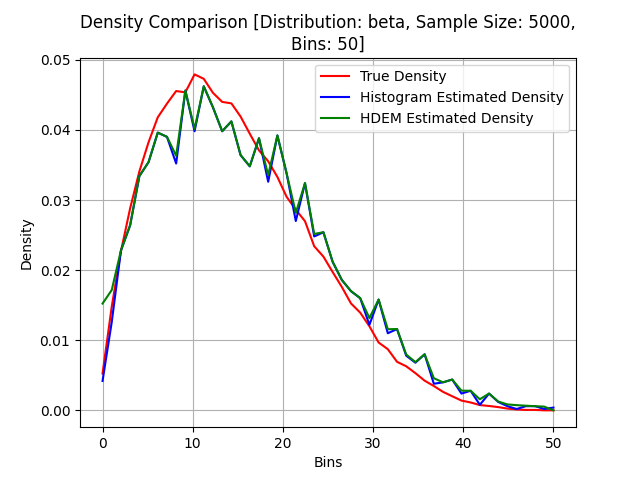 Density Comparison [Distribution: beta, Sample Size: 5000,
Bins: 50]
True Density
Histogram Estimated Density
HDEM Estimated Density
Density
0.05
0.04
0.03
0.02
0.01
0.00
0 10 20 30 40 50
Bins